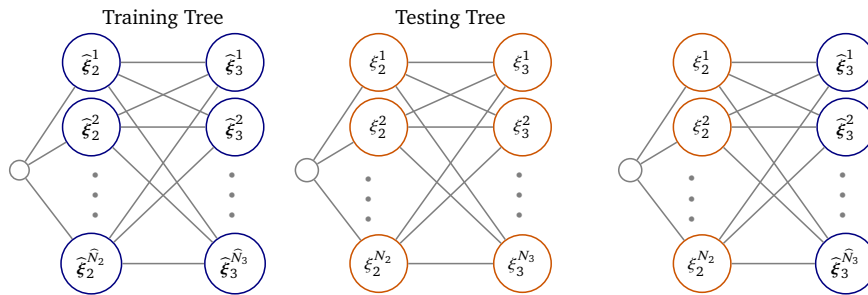 Training Tree Testing Tree
ξ̂₂¹ ξ̂₃¹ ξ₂¹ ξ₃¹ ξ₂¹ ξ̂₃¹
ξ̂₂² ξ̂₃² ξ₂² ξ₃² ξ₂² ξ̂₃²
ξ̂₂^N̂₂ ξ̂₃^N̂₃ ξ₂^N₂ ξ₃^N₃ ξ₂^N₂ ξ̂₃^N̂₃